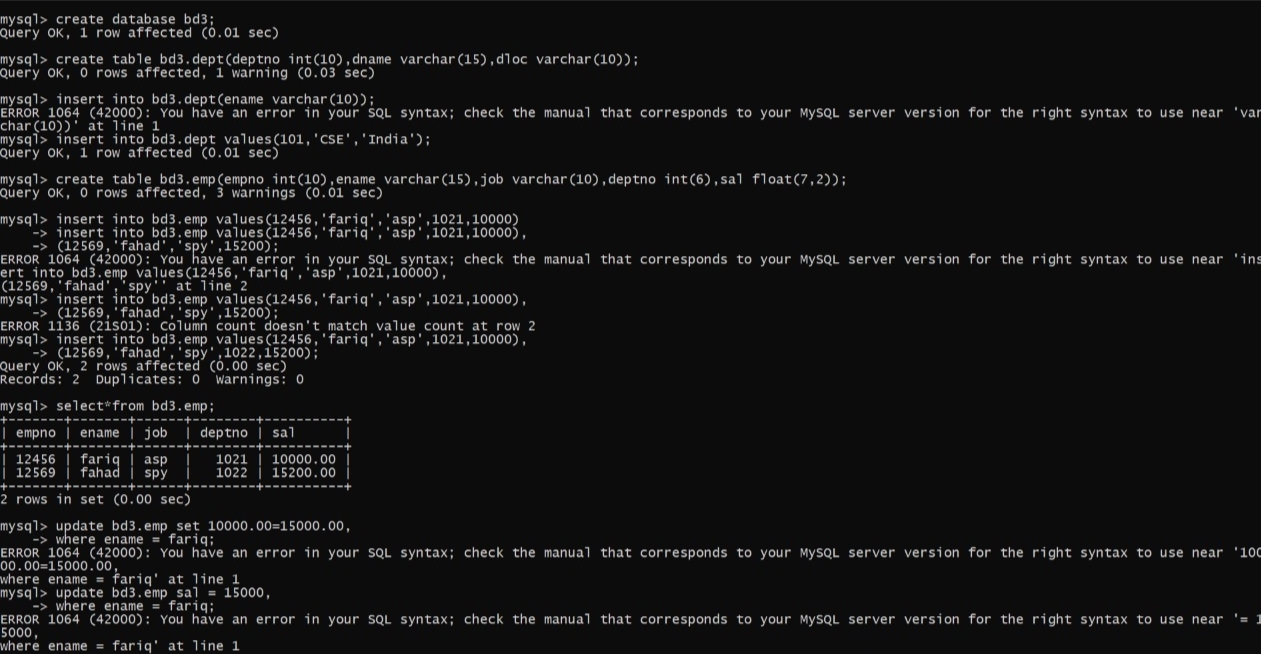 mysql> create database bd3;
Query OK, 1 row affected (0.01 sec)
mysql> create table bd3.dept(deptno int(10),dname varchar(15),dloc varchar(10));
Query OK, 0 rows affected, 1 warning (0.03 sec)
mysql> insert into bd3.dept(ename varchar(10));
ERROR 1064 (42000): You have an error in your SQL syntax; check the manual that corresponds to your MySQL server version for the right syntax to use near 'var
char(10))' at line 1
mysql> insert into bd3.dept values(101,'CSE','India');
Query OK, 1 row affected (0.01 sec)
mysql> create table bd3.emp(empno int(10),ename varchar(15),job varchar(10),deptno int(6),sal float(7,2));
Query OK, 0 rows affected, 3 warnings (0.01 sec)
mysql> insert into bd3.emp values(12456,'fariq','asp',1021,10000)
    -> insert into bd3.emp values(12456,'fariq','asp',1021,10000),
    -> (12569,'fahad','spy',15200);
ERROR 1064 (42000): You have an error in your SQL syntax; check the manual that corresponds to your MySQL server version for the right syntax to use near 'ins
ert into bd3.emp values(12456,'fariq','asp',1021,10000),
(12569,'fahad','spy'' at line 2
mysql> insert into bd3.emp values(12456,'fariq','asp',1021,10000),
    -> (12569,'fahad','spy',15200);
ERROR 1136 (21S01): Column count doesn't match value count at row 2
mysql> insert into bd3.emp values(12456,'fariq','asp',1021,10000),
    -> (12569,'fahad','spy',1022,15200);
Query OK, 2 rows affected (0.00 sec)
Records: 2  Duplicates: 0  Warnings: 0
mysql> select*from bd3.emp;
+-------+-------+------+--------+----------+
| empno | ename | job  | deptno | sal      |
+-------+-------+------+--------+----------+
| 12456 | fariq | asp  |   1021 | 10000.00 |
| 12569 | fahad | spy  |   1022 | 15200.00 |
+-------+-------+------+--------+----------+
2 rows in set (0.00 sec)
mysql> update bd3.emp set 10000.00=15000.00,
    -> where ename = fariq;
ERROR 1064 (42000): You have an error in your SQL syntax; check the manual that corresponds to your MySQL server version for the right syntax to use near '100
00.00=15000.00,
where ename = fariq' at line 1
mysql> update bd3.emp sal = 15000,
    -> where ename = fariq;
ERROR 1064 (42000): You have an error in your SQL syntax; check the manual that corresponds to your MySQL server version for the right syntax to use near '= 1
5000,
where ename = fariq' at line 1